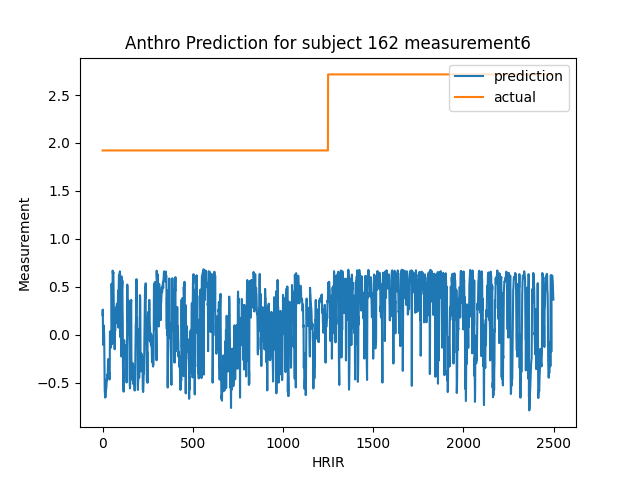 Anthro Prediction for subject 162 measurement6
prediction
actual
2.5
2.0
1.5
1.0
0.5
0.0
−0.5
Measurement
0
500
1000
1500
2000
2500
HRIR